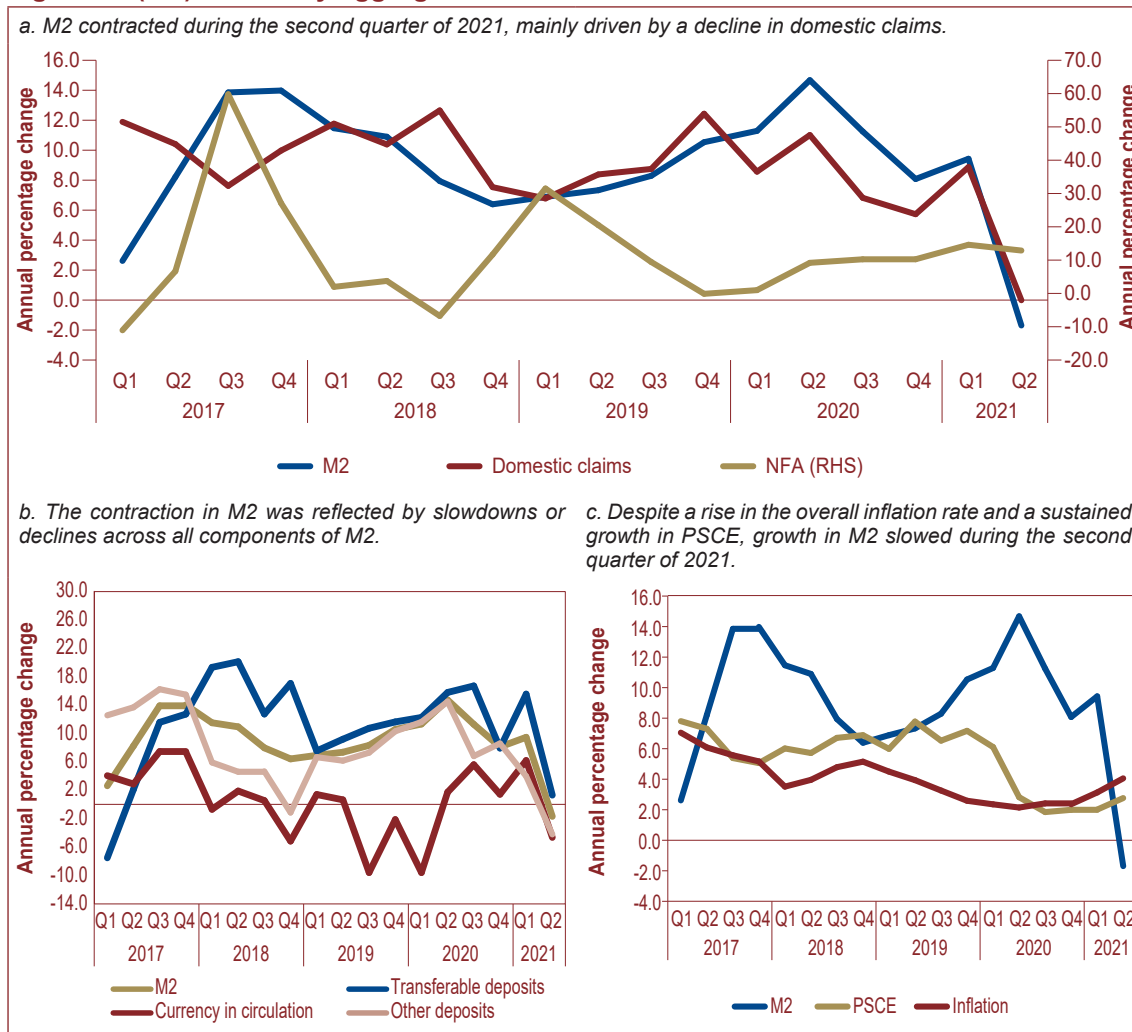 a. M2 contracted during the second quarter of 2021, mainly driven by a decline in domestic claims.
16.0
14.0
12.0
10.0
8.0
6.0
4.0
2.0
0.0
-2.0
-4.0
Annual percentage change
70.0
60.0
50.0
40.0
30.0
20.0
10.0
0.0
-10.0
-20.0
Annual percentage change
Q1 Q2 Q3 Q4 Q1 Q2 Q3 Q4 Q1 Q2 Q3 Q4 Q1 Q2 Q3 Q4 Q1 Q2
2017 2018 2019 2020 2021
M2 Domestic claims NFA (RHS)
b. The contraction in M2 was reflected by slowdowns or
declines across all components of M2.
30.0
26.0
22.0
18.0
14.0
10.0
6.0
2.0
-2.0
-6.0
-10.0
-14.0
Annual percentage change
Q1 Q2 Q3 Q4 Q1 Q2 Q3 Q4 Q1 Q2 Q3 Q4 Q1 Q2 Q3 Q4 Q1 Q2
2017 2018 2019 2020 2021
M2 Transferable deposits
Currency in circulation Other deposits
c. Despite a rise in the overall inflation rate and a sustained
growth in PSCE, growth in M2 slowed during the second
quarter of 2021.
16.0
14.0
12.0
10.0
8.0
6.0
4.0
2.0
0.0
-2.0
-4.0
Annual percentage change
Q1 Q2 Q3 Q4 Q1 Q2 Q3 Q4 Q1 Q2 Q3 Q4 Q1 Q2 Q3 Q4 Q1 Q2
2017 2018 2019 2020 2021
M2 PSCE Inflation